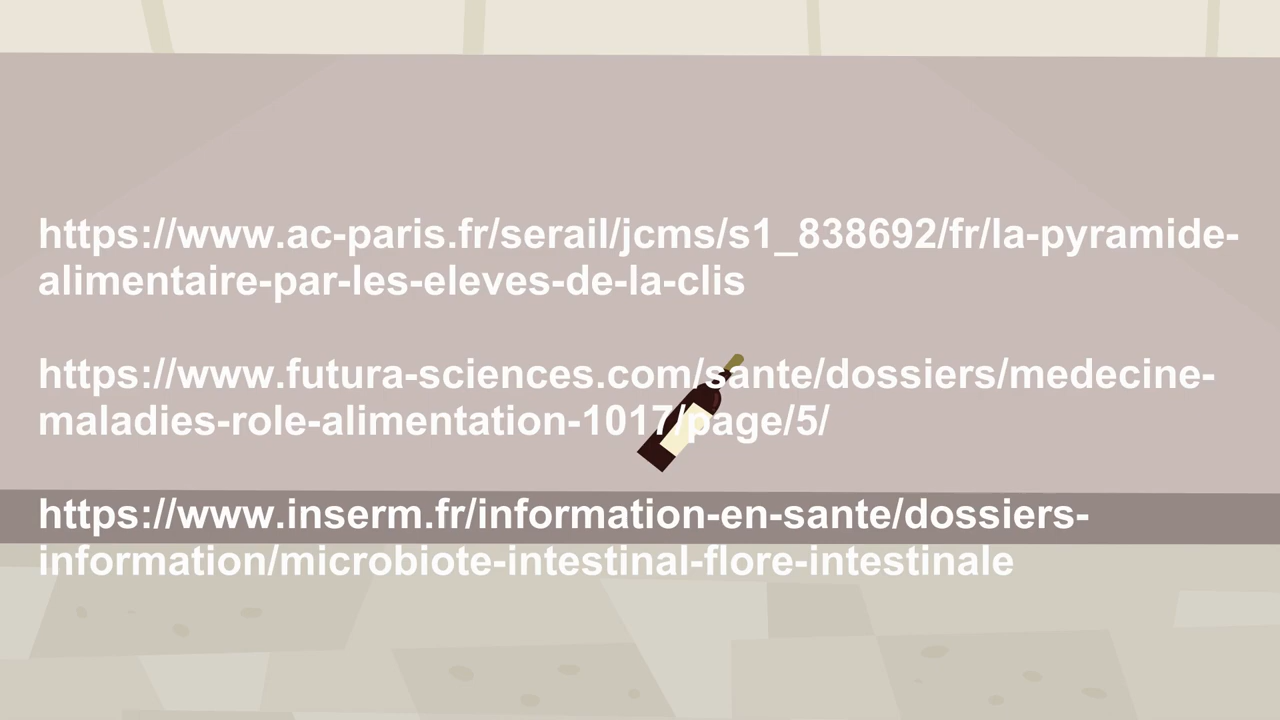 https://www.ac-paris.fr/serail/jcms/s1_838692/fr/la-pyramide-
alimentaire-par-les-eleves-de-la-clis
https://www.futura-sciences.com/sante/dossiers/medecine-
maladies-role-alimentation-1017/page/5/
https://www.inserm.fr/information-en-sante/dossiers-
information/microbiote-intestinal-flore-intestinale